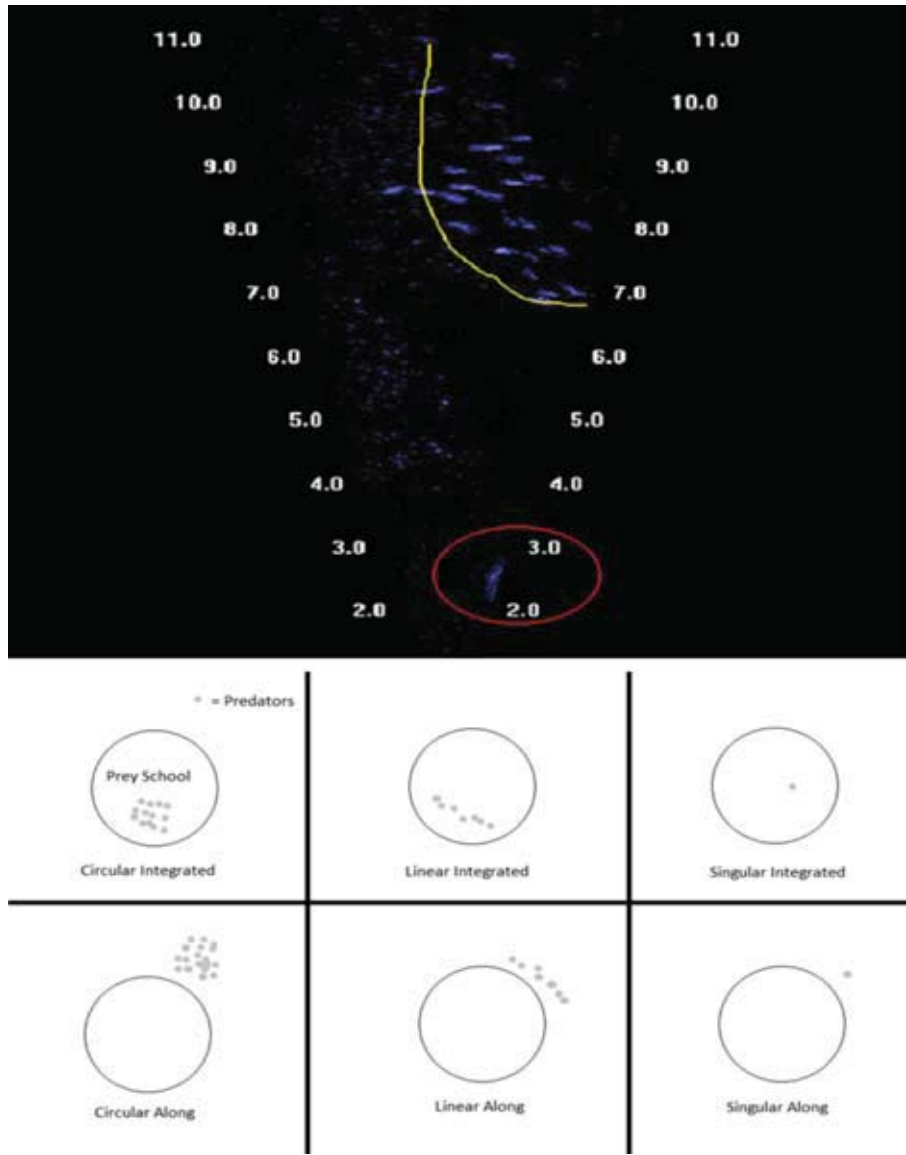 11.0 11.0
10.0 10.0
9.0 9.0
8.0 8.0
7.0 7.0
6.0 6.0
5.0 5.0
4.0 4.0
3.0 3.0
2.0 2.0
= Predators
Prey School
Circular Integrated
Linear Integrated
Singular Integrated
Circular Along
Linear Along
Singular Along